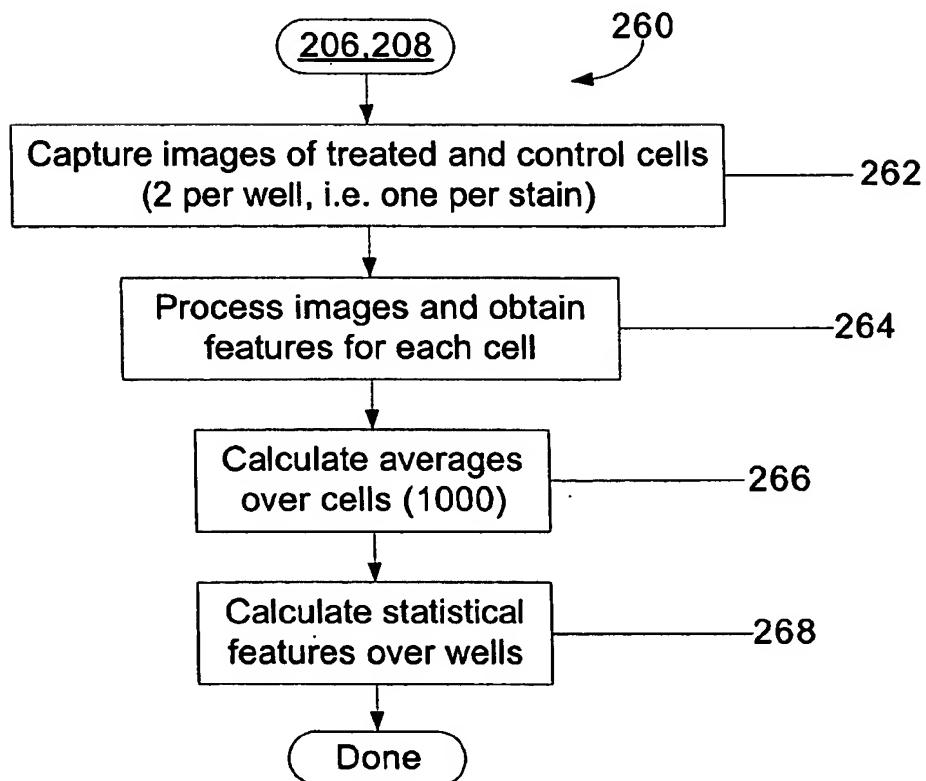 206,208
260
Capture images of treated and control cells
(2 per well, i.e. one per stain)
262
Process images and obtain
features for each cell
264
Calculate averages
over cells (1000)
266
Calculate statistical
features over wells
268
Done